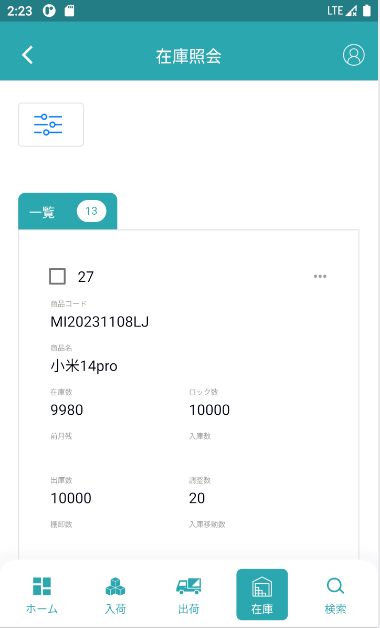 2:23 LTE
在庫照会
一覧 13
27
商品コード
MI20231108LJ
商品名
小米14pro
在庫数 ロック数
9980 10000
前月残 入庫数
出庫数 調整数
10000 20
棚卸数 入庫移動数
ホーム 入荷 出荷 在庫 検索